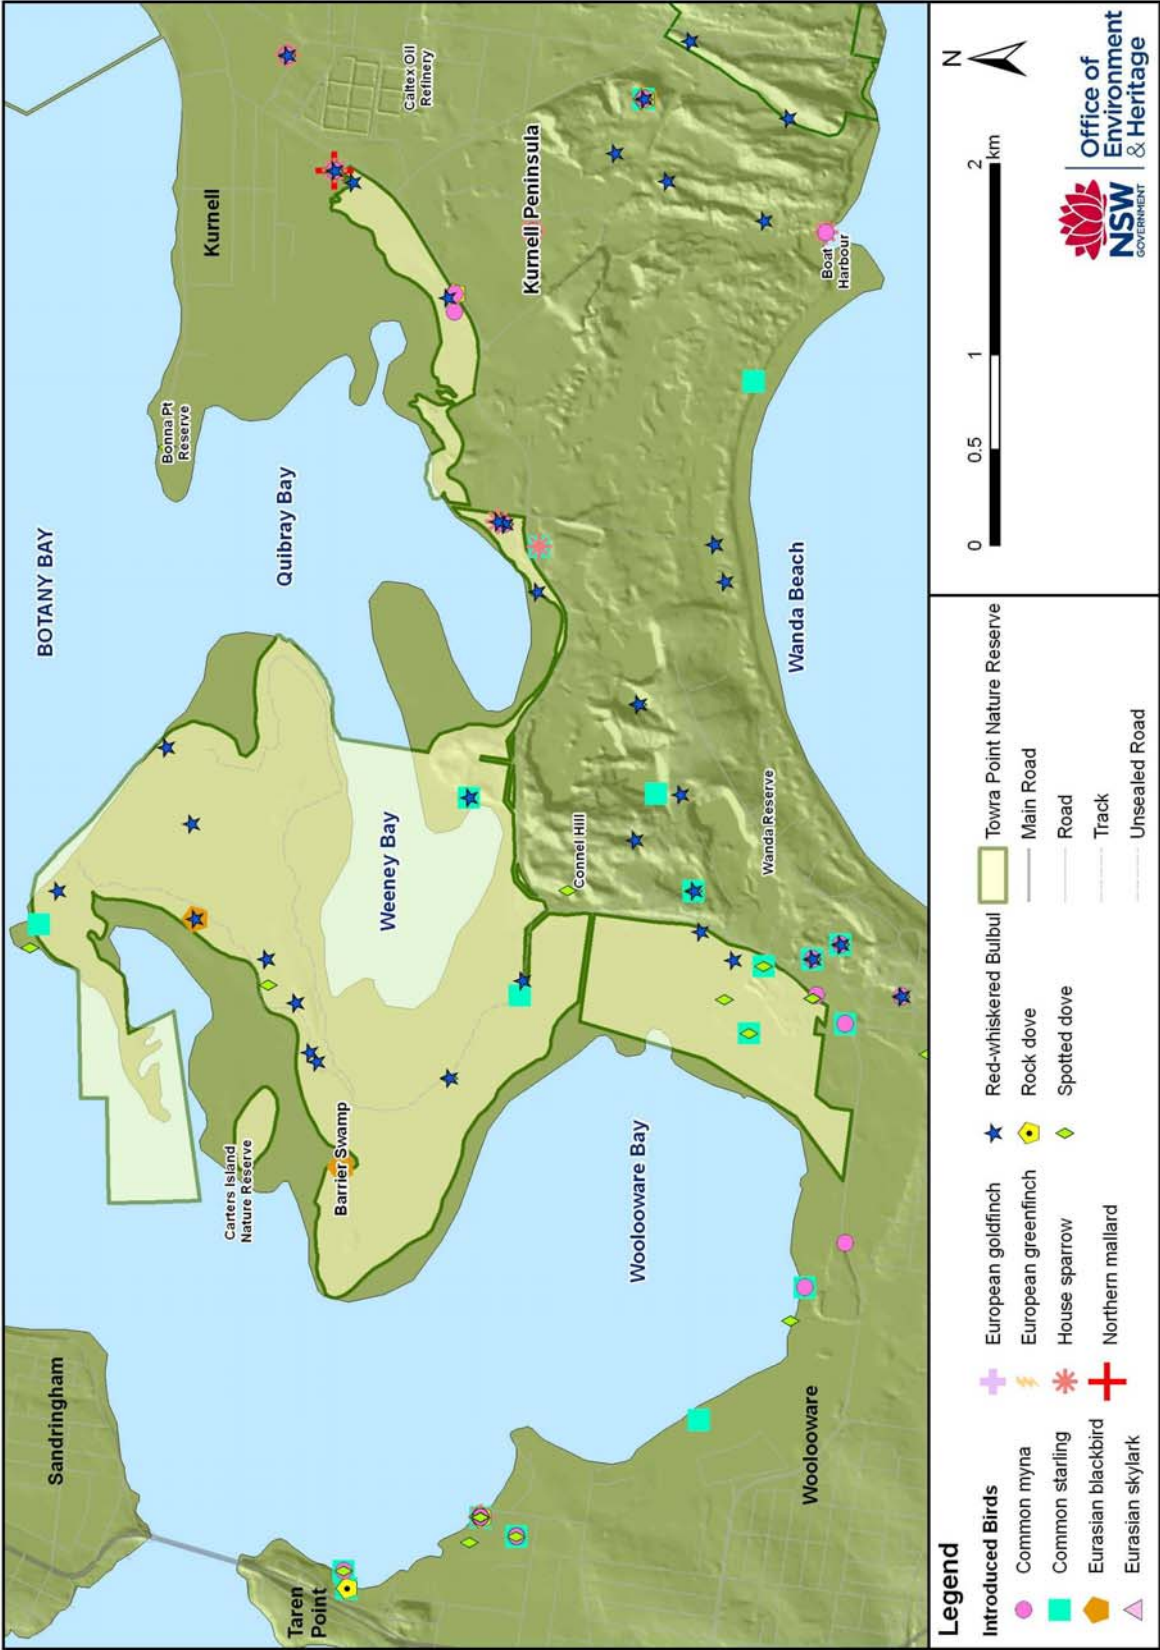 Sandringham
BOTANY BAY
Kurnell
Caltex Oil
Refinery
Bonna Pt
Reserve
Quibray Bay
Carters Island
Nature Reserve
Barrier Swamp
Weeney Bay
Kurnell Peninsula
Taren
Point
Woolooware Bay
Connel Hill
Wanda Reserve
Woolooware
Wanda Beach
Boat
Harbour
Legend
Introduced Birds
Common myna
Common starling
Eurasian blackbird
Eurasian skylark
European goldfinch
European greenfinch
House sparrow
Northern mallard
Red-whiskered Bulbul
Rock dove
Spotted dove
Towra Point Nature Reserve
Main Road
Road
Track
Unsealed Road
0 0.5 1 2
km
N
NSW
GOVERNMENT
Office of
Environment
& Heritage